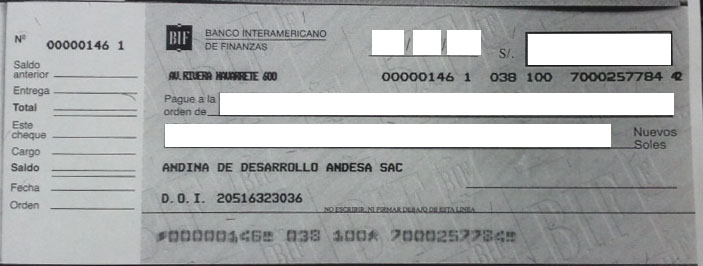 Nº 00000146 1
Saldo
anterior
Entrega
Total
Este
cheque
Cargo
Saldo
Fecha
Orden
BIF BANCO INTERAMERICANO
DE FINANZAS
/ / S/.
AV.RIVERA NAVARRETE 600 00000146 1 038 100 7000257784 42
Pague a la
orden de
Nuevos
Soles
ANDINA DE DESARROLLO ANDESA SAC
D.O.I. 20516323036
NO ESCRIBIR, NI FIRMAR DEBAJO DE ESTA LINEA
⑈00000146⑈ 038 100⑈ 7000257784⑈